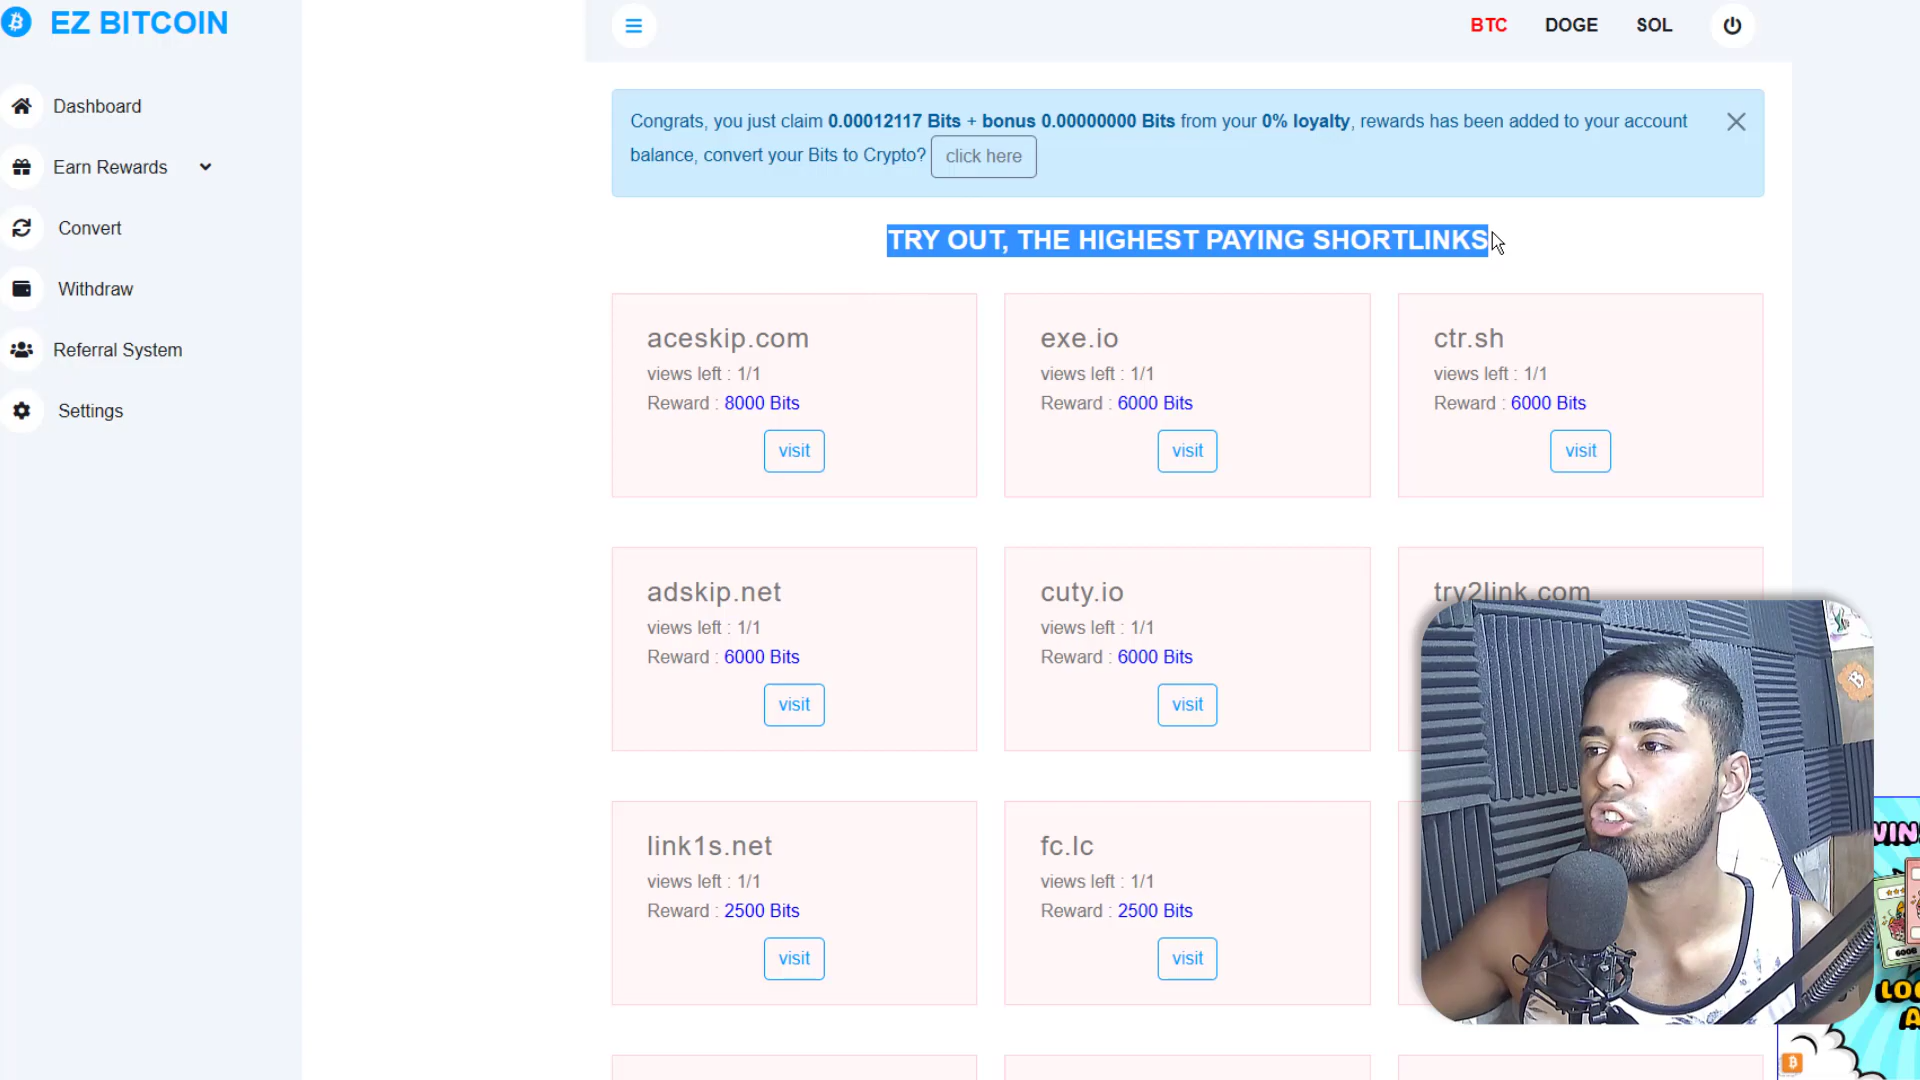 EZ BITCOIN
BTC
DOGE
SOL
Dashboard
Earn Rewards
Convert
Withdraw
Referral System
Settings
Congrats, you just claim 0.00012117 Bits + bonus 0.00000000 Bits from your 0% loyalty, rewards has been added to your account
balance, convert your Bits to Crypto? click here
TRY OUT, THE HIGHEST PAYING SHORTLINKS
aceskip.com
views left : 1/1
Reward : 8000 Bits
visit
exe.io
views left : 1/1
Reward : 6000 Bits
visit
ctr.sh
views left : 1/1
Reward : 6000 Bits
visit
adskip.net
views left : 1/1
Reward : 6000 Bits
visit
cuty.io
views left : 1/1
Reward : 6000 Bits
visit
try2link.com
link1s.net
views left : 1/1
Reward : 2500 Bits
visit
fc.lc
views left : 1/1
Reward : 2500 Bits
visit